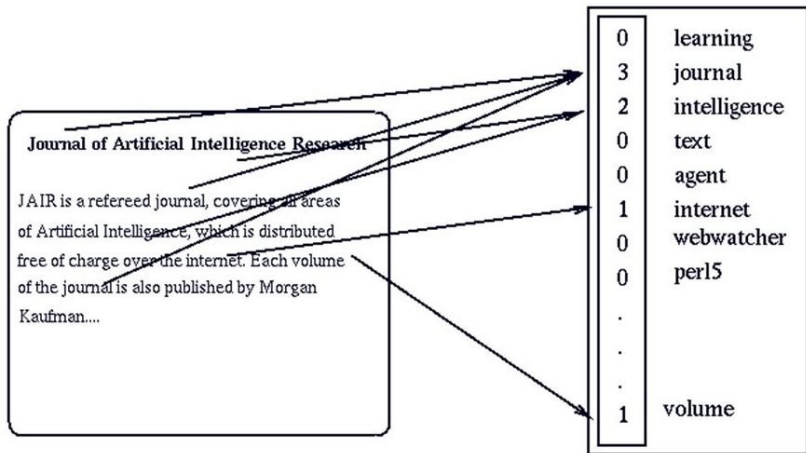 Journal of Artificial Intelligence Research
JAIR is a refereed journal, covering all areas
of Artificial Intelligence, which is distributed
free of charge over the internet. Each volume
of the journal is also published by Morgan
Kaufman....
0 learning
3 journal
2 intelligence
0 text
0 agent
1 internet
0 webwatcher
0 perl5
.
.
.
1 volume